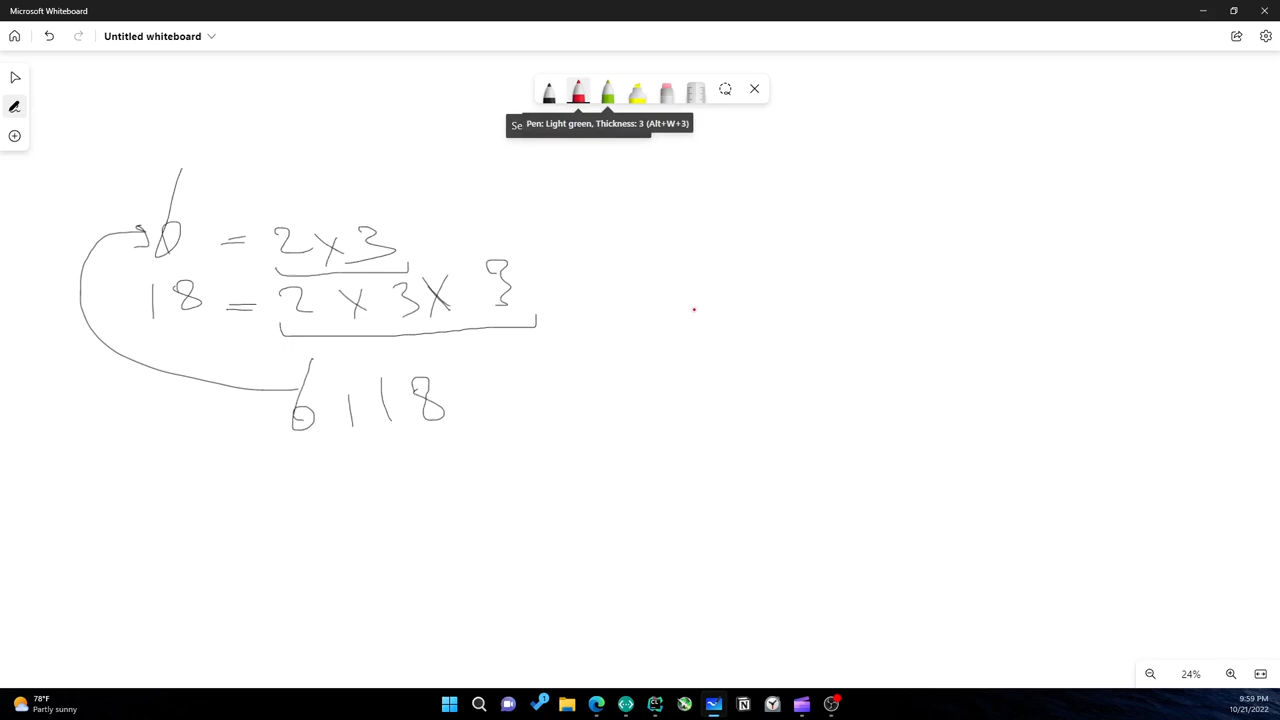 Microsoft Whiteboard
Untitled whiteboard
Se
Pen: Light green, Thickness: 3 (Alt+W+3)
6 = 2 x 3
18 = 2 x 3 x 3
6 | 18
24%
78°F
Partly sunny
9:59 PM
10/21/2022